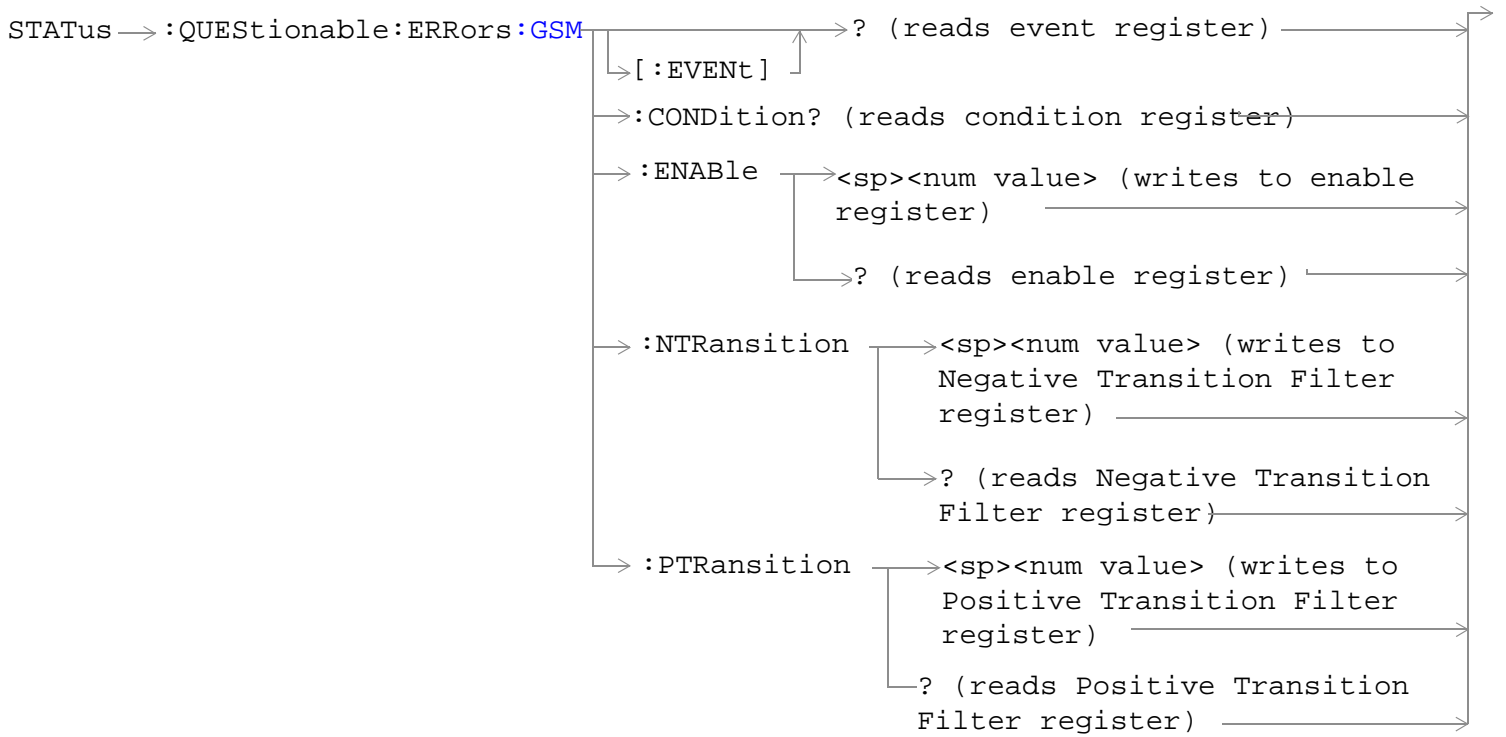 STATus :QUEStionable:ERRors:GSM ? (reads event register)
[:EVENt]
:CONDition? (reads condition register)
:ENABle <sp><num value> (writes to enable
register)
? (reads enable register)
:NTRansition <sp><num value> (writes to
Negative Transition Filter
register)
? (reads Negative Transition
Filter register)
:PTRansition <sp><num value> (writes to
Positive Transition Filter
register)
? (reads Positive Transition
Filter register)